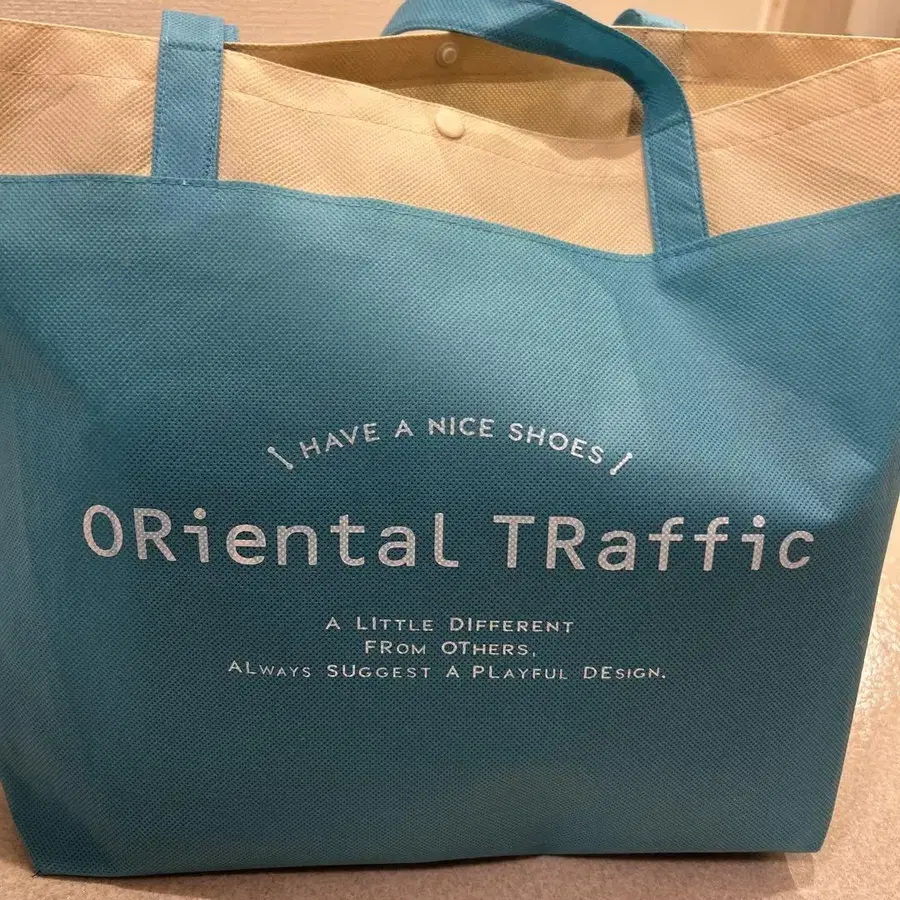 HAVE A NICE SHOES
ORiental TRaffic
A LITTLE DIFFERENT
FROM OTHERS,
ALWAYS SUGGEST A PLAYFUL DESIGN.